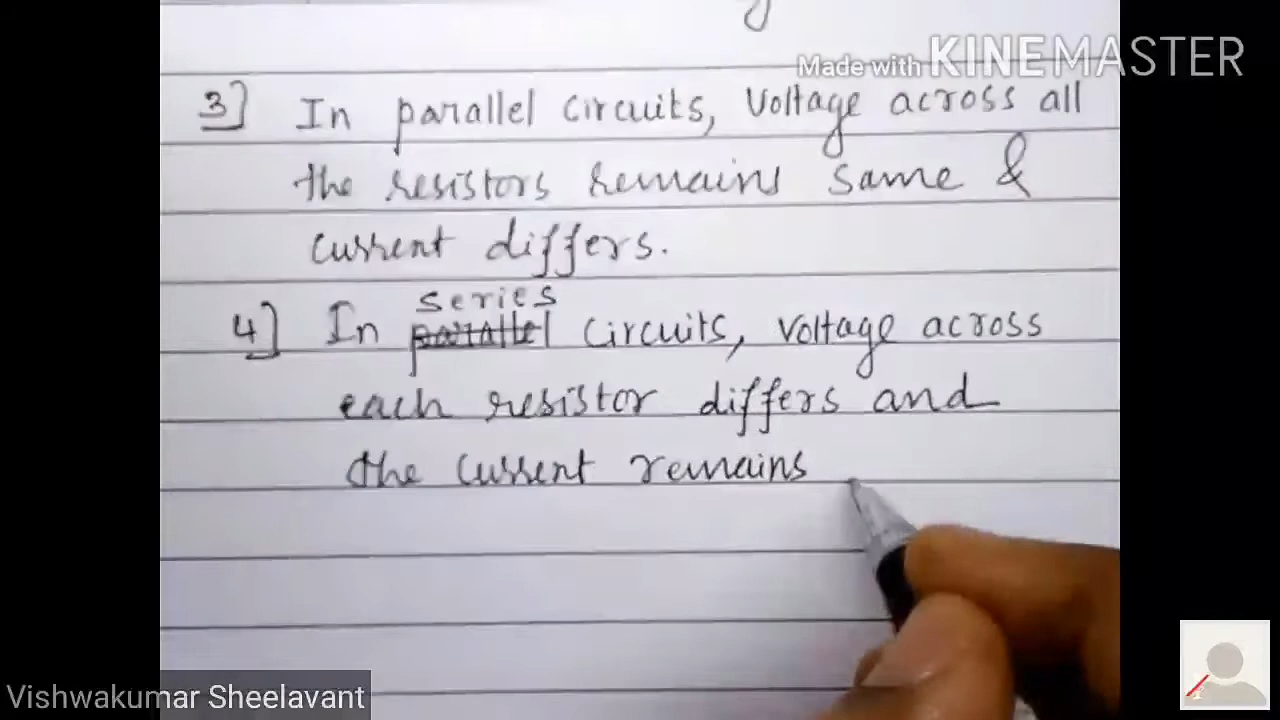 Made with KINEMASTER
3] In parallel circuits, Voltage across all
the resistors remains same &
current differs.
series
4] In parallel circuits, voltage across
each resistor differs and
the current remains
Vishwakumar Sheelavant